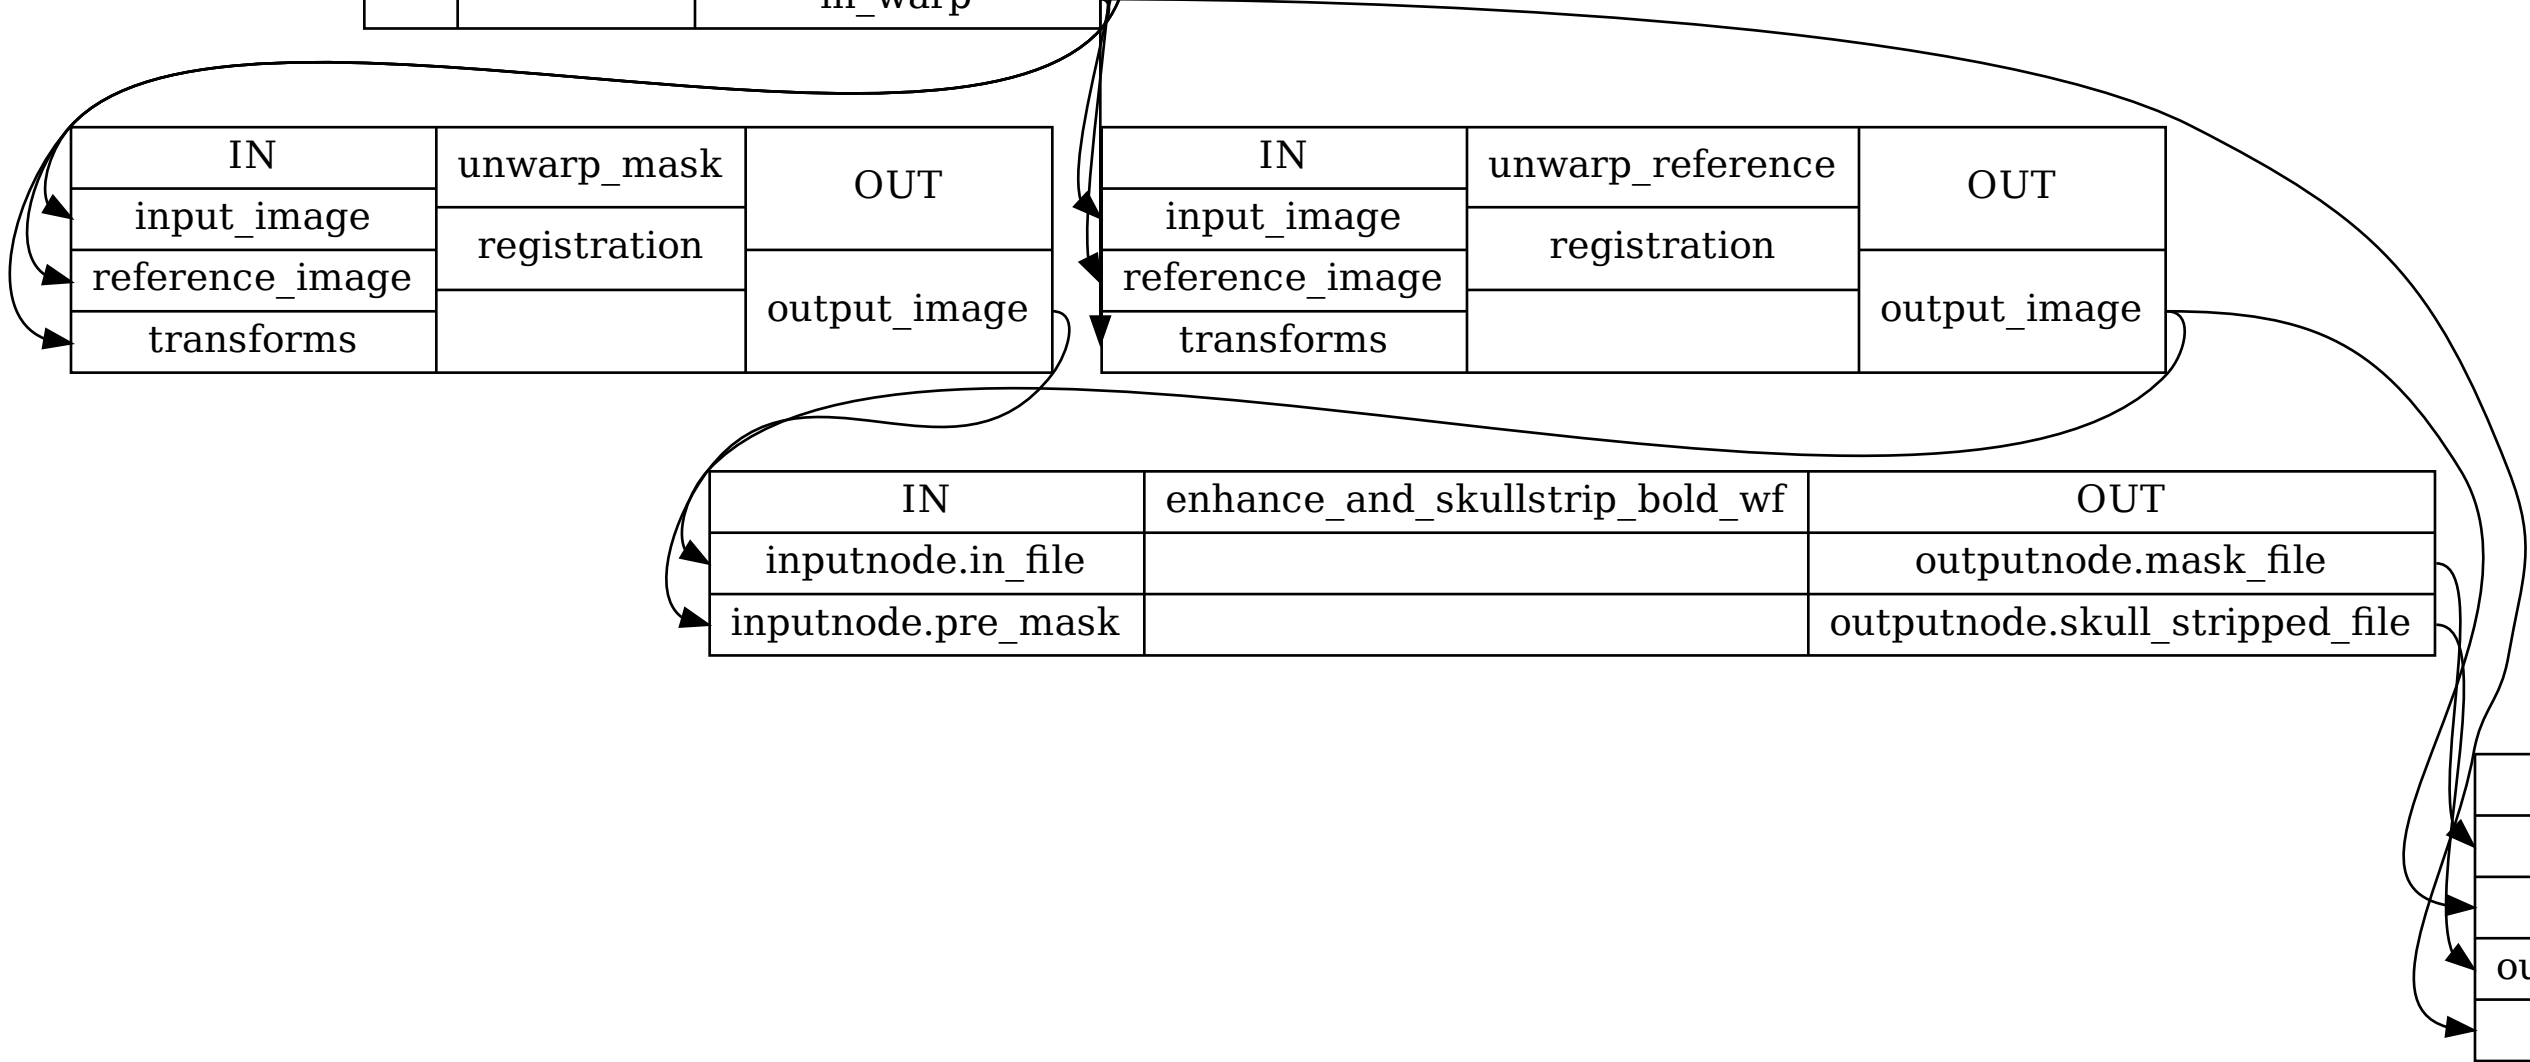 in_warp
IN
input_image
reference_image
transforms
unwarp_mask
registration
OUT
output_image
IN
input_image
reference_image
transforms
unwarp_reference
registration
OUT
output_image
IN
inputnode.in_file
inputnode.pre_mask
enhance_and_skullstrip_bold_wf
OUT
outputnode.mask_file
outputnode.skull_stripped_file